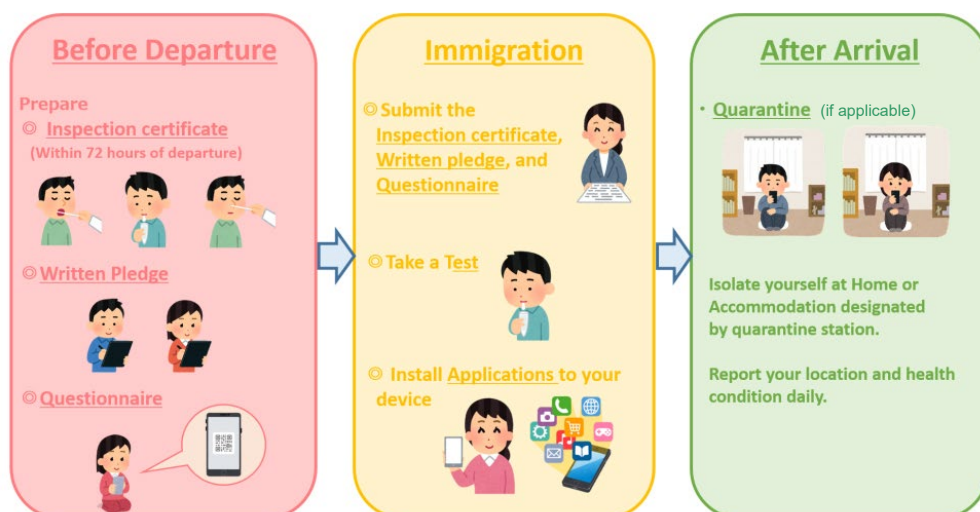 Before Departure
Prepare
◎ Inspection certificate
(Within 72 hours of departure)
◎ Written Pledge
◎ Questionnaire
Immigration
◎ Submit the
Inspection certificate,
Written pledge, and
Questionnaire
◎ Take a Test
◎ Install Applications to your
device
After Arrival
・ Quarantine (if applicable)
Isolate yourself at Home or
Accommodation designated
by quarantine station.
Report your location and health
condition daily.